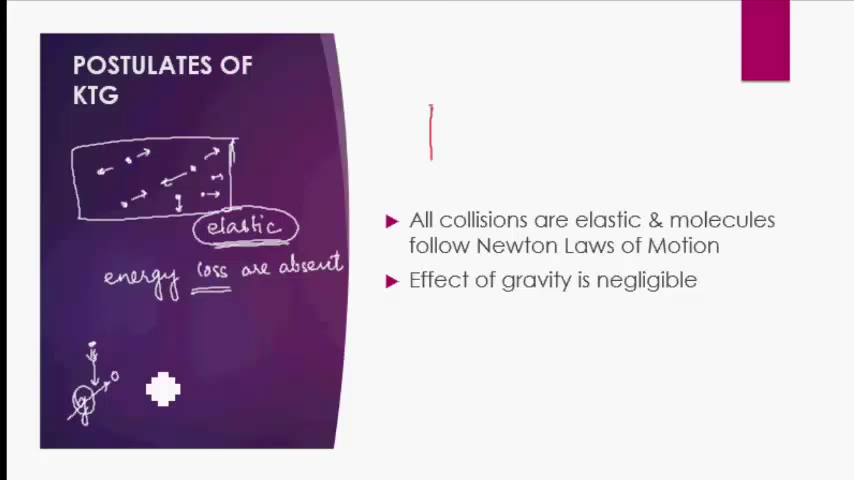 POSTULATES OF
KTG
elastic
energy loss are absent
g 0
All collisions are elastic & molecules
follow Newton Laws of Motion
Effect of gravity is negligible